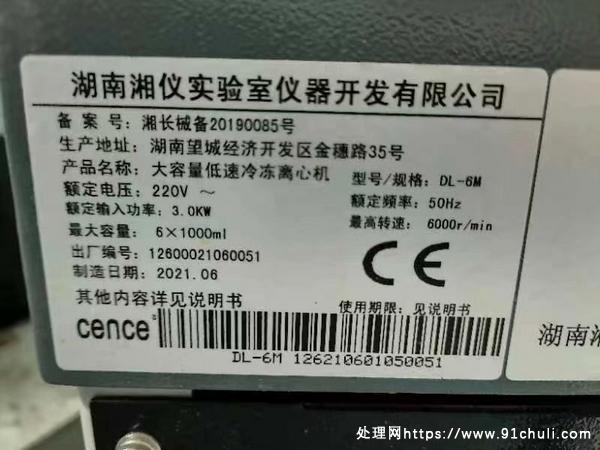 湖南湘仪实验室仪器开发有限公司
备案号：湘长械备20190085号
生产地址：湖南望城经济开发区金穗路35号
产品名称：大容量低速冷冻离心机 型号/规格：DL-6M
额定电压：220V ～ 额定频率：50Hz
额定输入功率：3.0KW 最高转速：6000r/min
最大容量：6×1000ml
出厂编号：12600021060051
制造日期：2021.06
CE
其他内容详见说明书 使用期限：见说明书
cence
DL-6M 126210601050051
湖南湘
处理网https://www.91chuli.com/